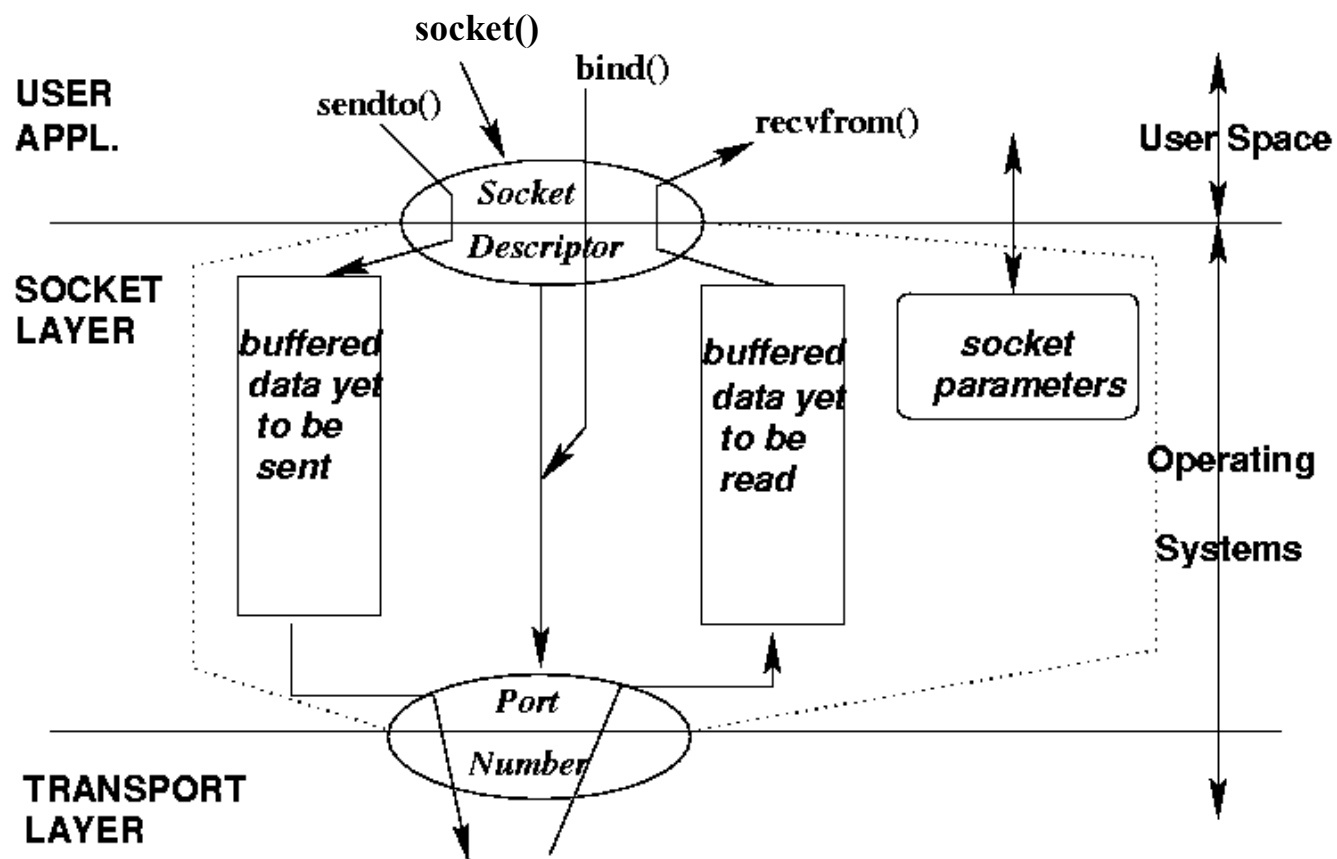 socket()
bind()
sendto()
recvfrom()
USER
APPL.
User Space
Socket
Descriptor
SOCKET
LAYER
buffered
data yet
to be
sent
buffered
data yet
to be
read
socket
parameters
Operating
Systems
Port
Number
TRANSPORT
LAYER